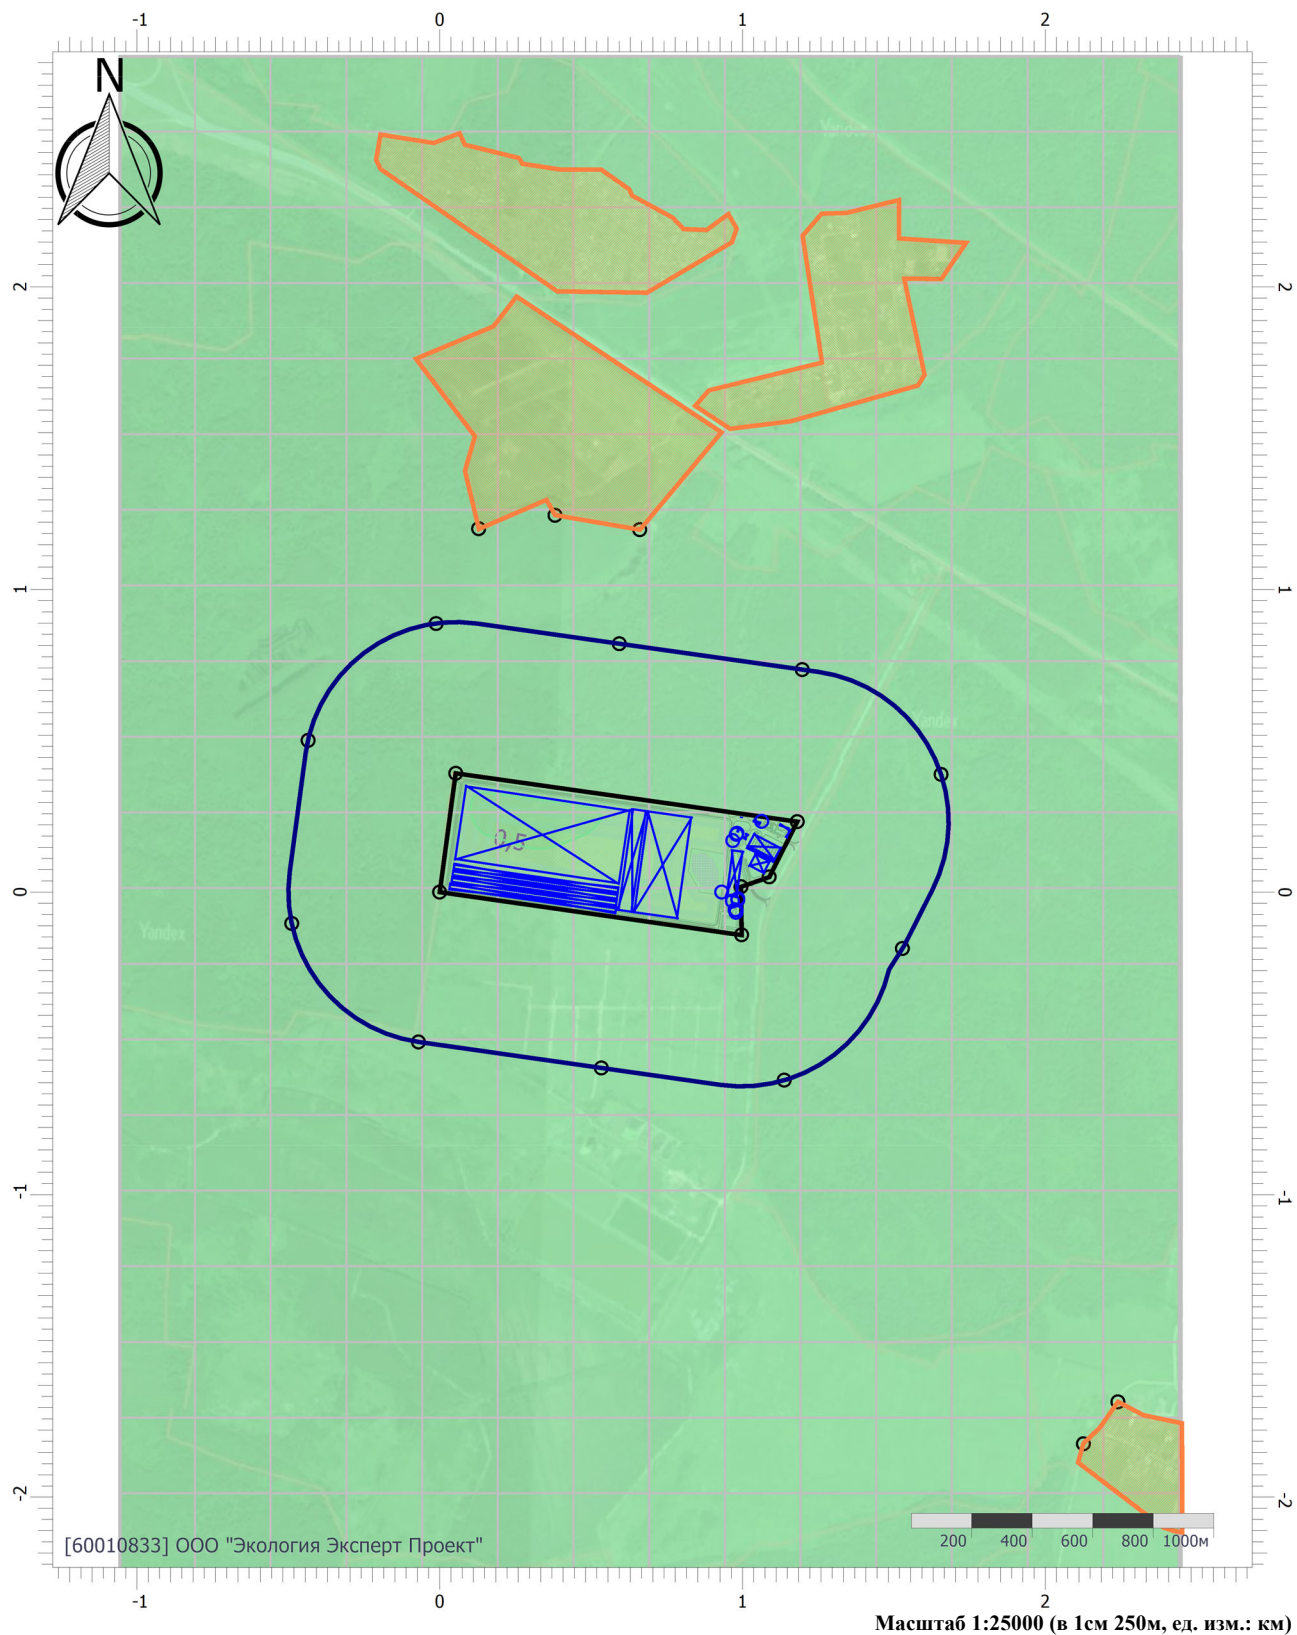 -1 0 1 2
N
Yandex
2 2
1 1
Yandex
0,5
0 0
Yandex
-1 -1
-2 -2
[60010833] ООО "Экология Эксперт Проект"
200 400 600 800 1000м
-1 0 1 2
Масштаб 1:25000 (в 1см 250м, ед. изм.: км)